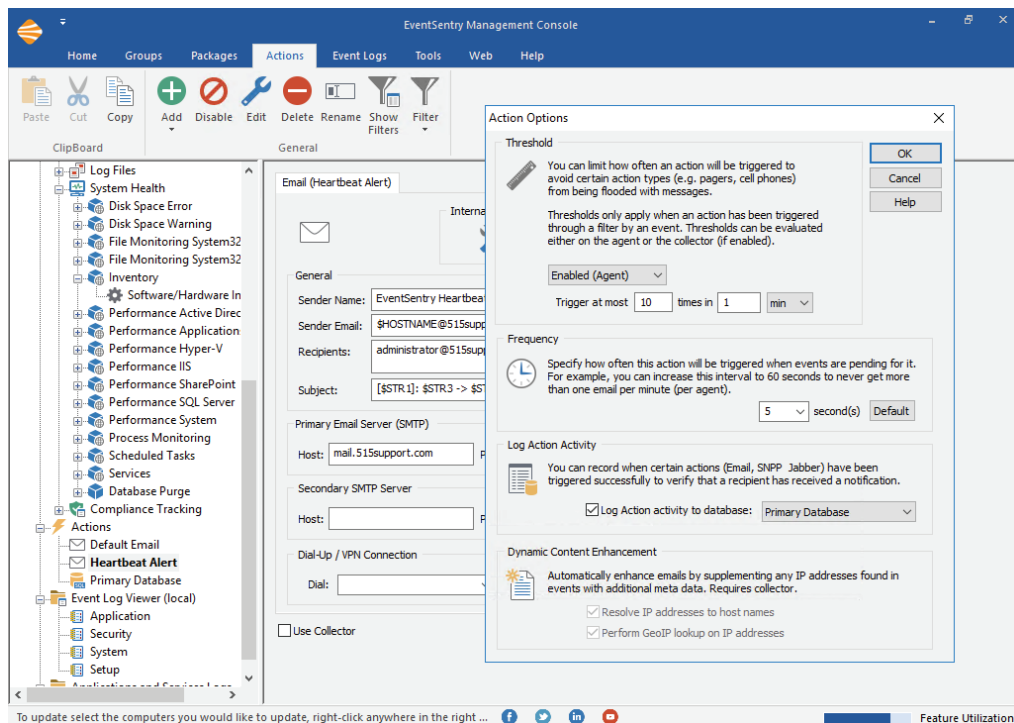 EventSentry Management Console
Home Groups Packages Actions Event Logs Tools Web Help
Paste Cut Copy Add Disable Edit Delete Rename Show Filters Filter
ClipBoard General
Log Files
System Health
Disk Space Error
Disk Space Warning
File Monitoring System32
File Monitoring System32
Inventory
Software/Hardware In
Performance Active Direc
Performance Application
Performance Hyper-V
Performance IIS
Performance SharePoint
Performance SQL Server
Performance System
Process Monitoring
Scheduled Tasks
Services
Database Purge
Compliance Tracking
Actions
Default Email
Heartbeat Alert
Primary Database
Event Log Viewer (local)
Application
Security
System
Setup
Email (Heartbeat Alert)
Interna
General
Sender Name: EventSentry Heartbeat
Sender Email: $HOSTNAME@515supp
Recipients: administrator@515supp
Subject: [$STR1]: $STR3 -> $ST
Primary Email Server (SMTP)
Host: mail.515support.com P
Secondary SMTP Server
Host: P
Dial-Up / VPN Connection
Dial:
Use Collector
Action Options
Threshold
You can limit how often an action will be triggered to
avoid certain action types (e.g. pagers, cell phones)
from being flooded with messages.
Thresholds only apply when an action has been triggered
through a filter by an event. Thresholds can be evaluated
either on the agent or the collector (if enabled).
Enabled (Agent)
Trigger at most 10 times in 1 min
OK
Cancel
Help
Frequency
Specify how often this action will be triggered when events are pending for it.
For example, you can increase this interval to 60 seconds to never get more
than one email per minute (per agent).
5 second(s) Default
Log Action Activity
You can record when certain actions (Email, SNPP Jabber) have been
triggered successfully to verify that a recipient has received a notification.
Log Action activity to database: Primary Database
Dynamic Content Enhancement
Automatically enhance emails by supplementing any IP addresses found in
events with additional meta data. Requires collector.
Resolve IP addresses to host names
Perform GeoIP lookup on IP addresses
To update select the computers you would like to update, right-click anywhere in the right ...
Feature Utilization